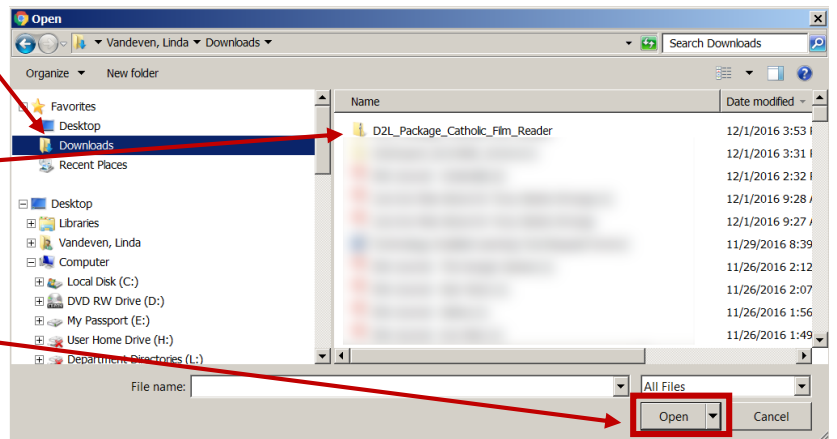 Open
Vandeven, Linda Downloads
Search Downloads
Organize New folder
Favorites
Desktop
Downloads
Recent Places
Desktop
Libraries
Vandeven, Linda
Computer
Local Disk (C:)
DVD RW Drive (D:)
My Passport (E:)
User Home Drive (H:)
Department Directories (L:)
Name Date modified
D2L_Package_Catholic_Film_Reader 12/1/2016 3:53
12/1/2016 3:31
12/1/2016 2:32
12/1/2016 9:28
12/1/2016 9:27
11/29/2016 8:39
11/26/2016 2:12
11/26/2016 2:07
11/26/2016 1:56
11/26/2016 1:49
File name: All Files
Open Cancel